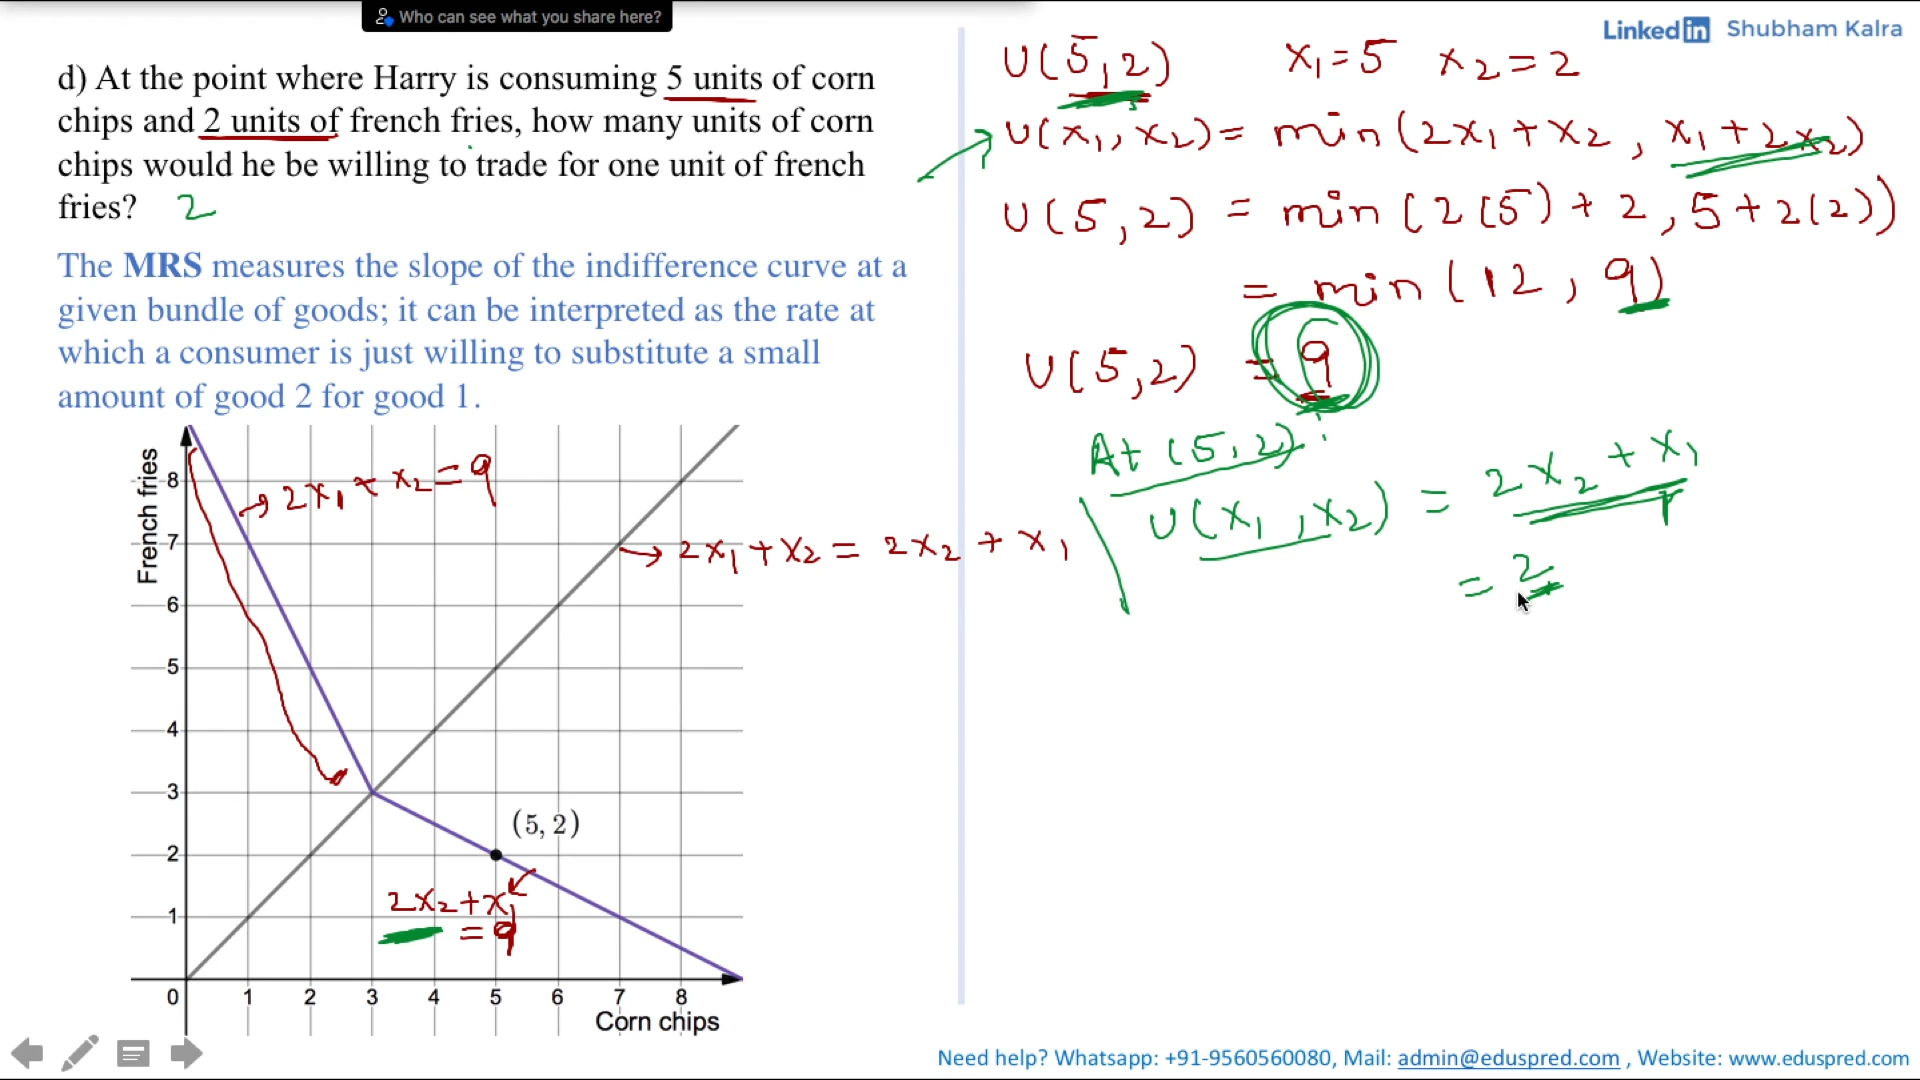 Who can see what you share here?
Linked in Shubham Kalra
d) At the point where Harry is consuming 5 units of corn
chips and 2 units of french fries, how many units of corn
chips would he be willing to trade for one unit of french
fries? 2
The MRS measures the slope of the indifference curve at a
given bundle of goods; it can be interpreted as the rate at
which a consumer is just willing to substitute a small
amount of good 2 for good 1.
French fries
8
7
6
5
4
3
2
1
0 1 2 3 4 5 6 7 8
Corn chips
2x₁ + x₂ = 9
2x₁ + x₂ = 2x₂ + x₁
(5, 2)
2x₂ + x₁
= 9
U(5,2) x₁ = 5 x₂ = 2
U(x₁, x₂) = min(2x₁ + x₂, x₁ + 2x₂)
U(5,2) = min(2(5) + 2, 5 + 2(2))
= min(12, 9)
U(5,2) = 9
At (5,2):
U(x₁, x₂) = 2x₂ + x₁
= 2
Need help? Whatsapp: +91-9560560080, Mail: admin@eduspred.com , Website: www.eduspred.com